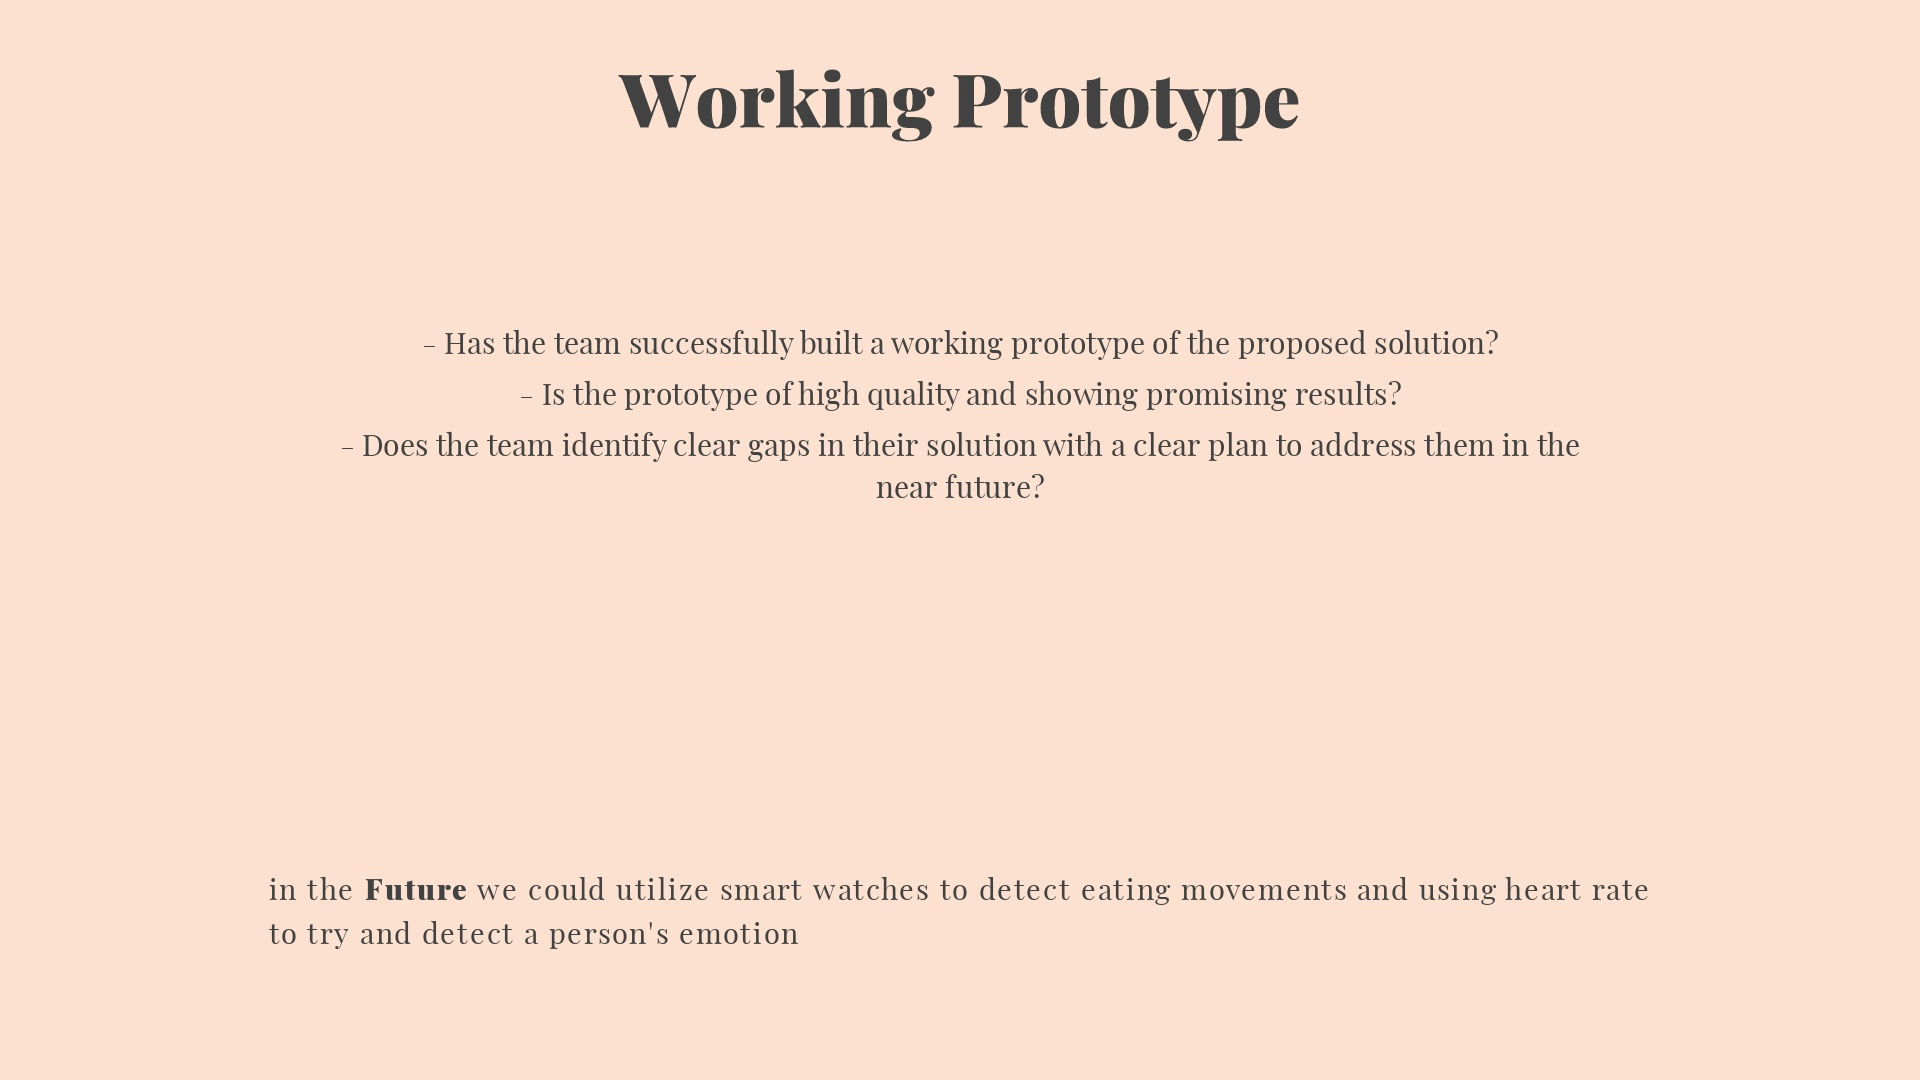 Working Prototype
- Has the team successfully built a working prototype of the proposed solution?
- Is the prototype of high quality and showing promising results?
- Does the team identify clear gaps in their solution with a clear plan to address them in the
near future?
in the Future we could utilize smart watches to detect eating movements and using heart rate
to try and detect a person's emotion